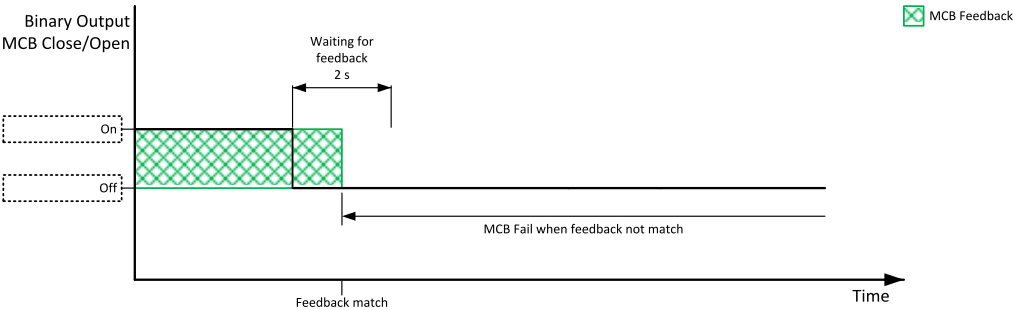 Binary Output
MCB Close/Open
MCB Feedback
Waiting for
feedback
2 s
On
Off
MCB Fail when feedback not match
Time
Feedback match